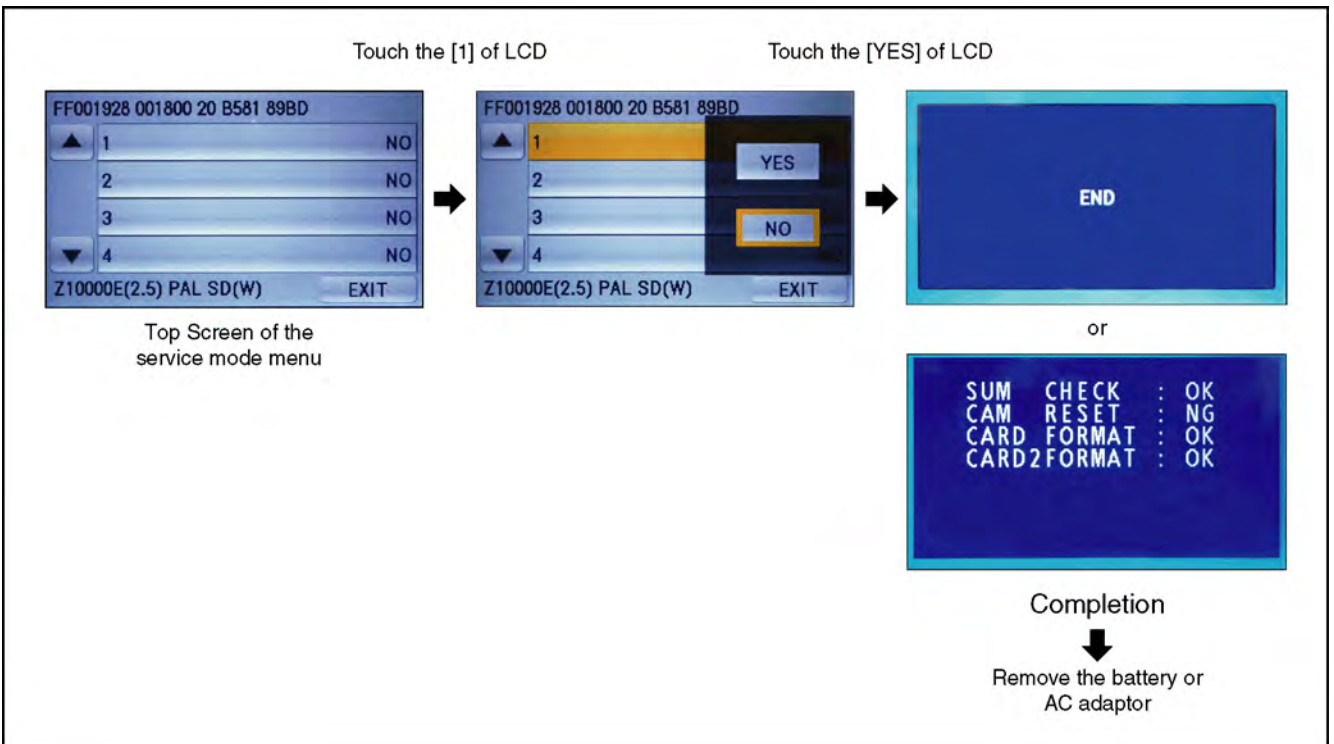 Touch the [1] of LCD
Touch the [YES] of LCD
FF001928 001800 20 B581 89BD
1 NO
2 NO
3 NO
4 NO
Z10000E(2.5) PAL SD(W) EXIT
Top Screen of the
service mode menu
FF001928 001800 20 B581 89BD
1
YES
2
3
NO
4
Z10000E(2.5) PAL SD(W) EXIT
END
or
SUM CHECK : OK
CAM RESET : NG
CARD FORMAT : OK
CARD2FORMAT : OK
Completion
Remove the battery or
AC adaptor